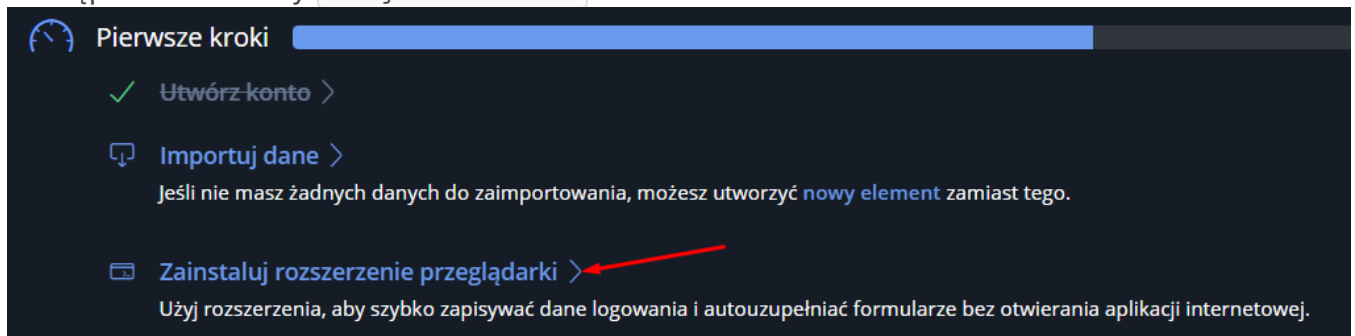 Pierwsze kroki
Utwórz konto
Importuj dane
Jeśli nie masz żadnych danych do zaimportowania, możesz utworzyć nowy element zamiast tego.
Zainstaluj rozszerzenie przeglądarki
Użyj rozszerzenia, aby szybko zapisywać dane logowania i autouzupełniać formularze bez otwierania aplikacji internetowej.